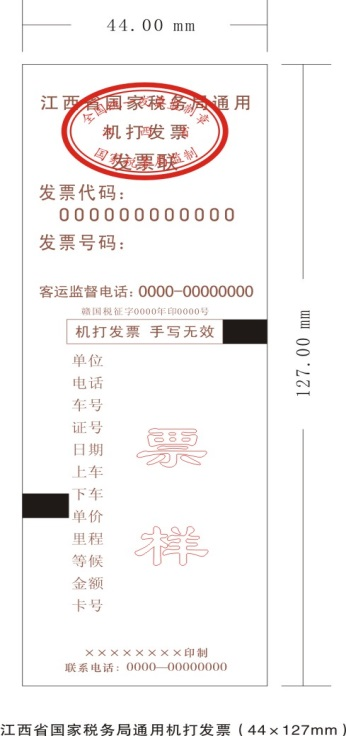 44.00 mm
江西省国家税务局通用
机打发票
发票联
发票代码：
000000000000
发票号码：
客运监督电话：0000-00000000
赣国税征字0000年印0000号
机打发票 手写无效
单位
电话
车号
证号
日期
上车
下车
单价
里程
等候
金额
卡号
票
样
××××××××印制
联系电话：0000—00000000
127.00 mm
江西省国家税务局通用机打发票（44×127mm）